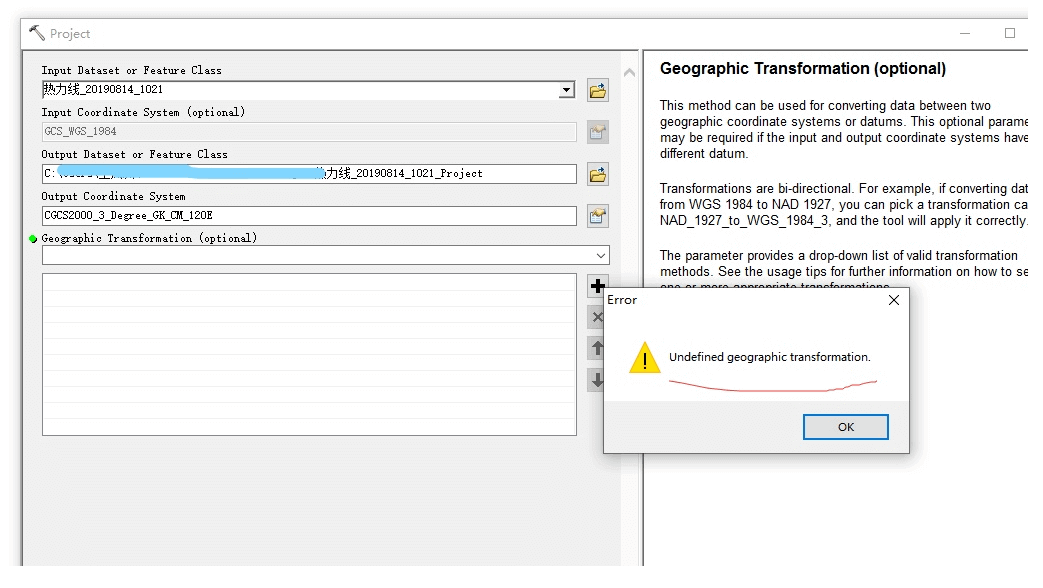 Project
Input Dataset or Feature Class
热力线_20190814_1021
Input Coordinate System (optional)
GCS_WGS_1984
Output Dataset or Feature Class
C:\ 热力线_20190814_1021_Project
Output Coordinate System
CGCS2000_3_Degree_GK_CM_120E
Geographic Transformation (optional)
Geographic Transformation (optional)
This method can be used for converting data between two
geographic coordinate systems or datums. This optional parame
may be required if the input and output coordinate systems have
different datum.
Transformations are bi-directional. For example, if converting dat
from WGS 1984 to NAD 1927, you can pick a transformation ca
NAD_1927_to_WGS_1984_3, and the tool will apply it correctly.
The parameter provides a drop-down list of valid transformation
methods. See the usage tips for further information on how to se
one or more appropriate transformations.
Error
Undefined geographic transformation.
OK